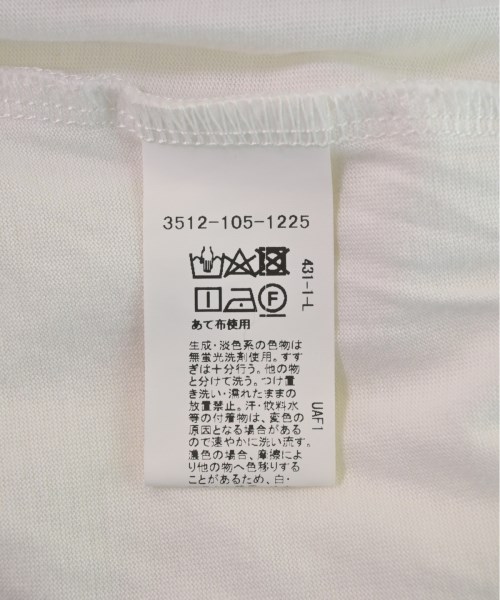 3512-105-1225
431-1-L
F
あて布使用
生成・淡色系の色物は
無蛍光洗剤使用。すす
ぎは十分行う。他の物
と分けて洗う。つけ置
き洗い・濡れたままの
放置禁止。汗・飲料水
等の付着物は、変色の
原因となる場合がある
ので速やかに洗い流す。
濃色の場合、摩擦によ
り他の物へ色移りする
ことがあるため、白・
UAF1